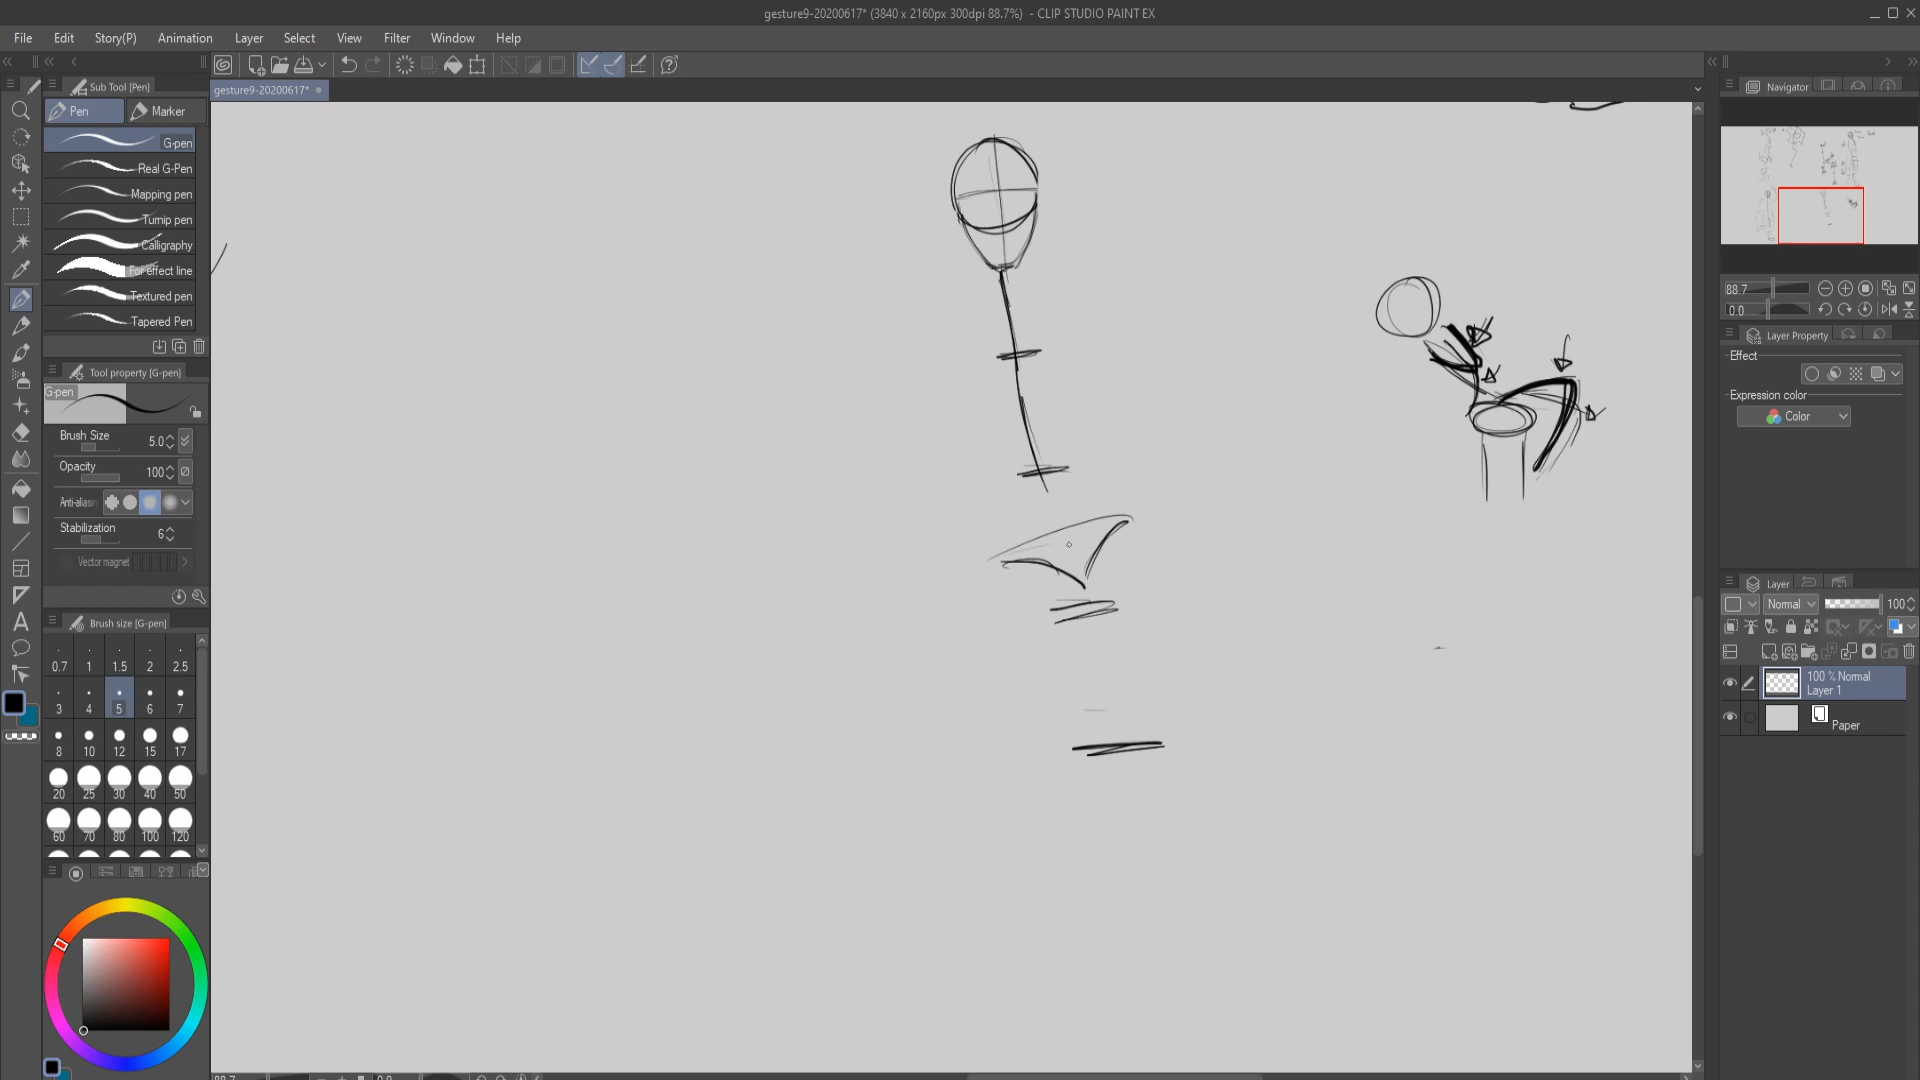 gesture9-20200617* (3840 x 2160px 300dpi 88.7%) - CLIP STUDIO PAINT EX
File Edit Story(P) Animation Layer Select View Filter Window Help
Sub Tool [Pen]
gesture9-20200617*
Navigator
Pen Marker
G-pen
Real G-Pen
Mapping pen
Turnip pen
Calligraphy
For effect line
Textured pen
Tapered Pen
88.7
0.0
Layer Property
Effect
Expression color
Color
Tool property [G-pen]
G-pen
Brush Size 5.0
Opacity 100
Anti-aliasin
Stabilization 6
Vector magnet
Layer
Normal 100
Brush size [G-pen]
0.7 1 1.5 2 2.5
3 4 5 6 7
8 10 12 15 17
20 25 30 40 50
60 70 80 100 120
100 % Normal
Layer 1
Paper
88.7 0.0